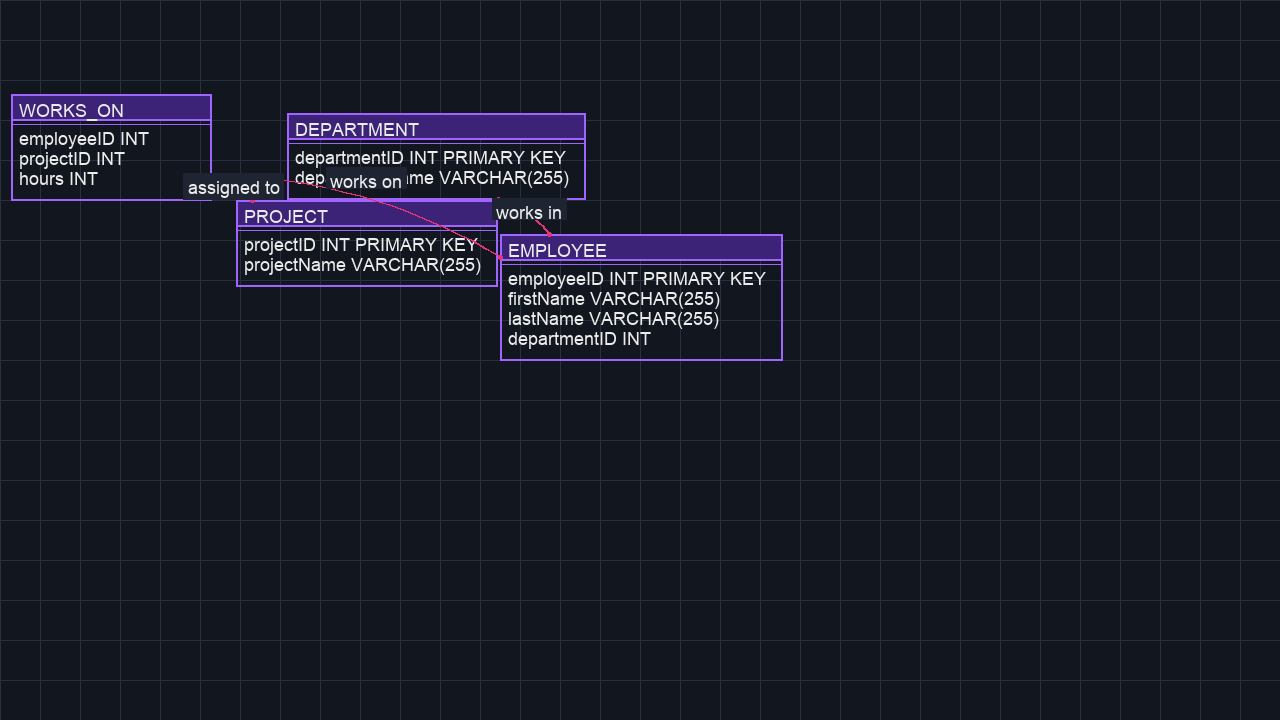 WORKS_ON
employeeID INT
projectID INT
hours INT
DEPARTMENT
departmentID INT PRIMARY KEY
dep me VARCHAR(255)
assigned to
works on
works in
PROJECT
projectID INT PRIMARY KEY
projectName VARCHAR(255)
EMPLOYEE
employeeID INT PRIMARY KEY
firstName VARCHAR(255)
lastName VARCHAR(255)
departmentID INT